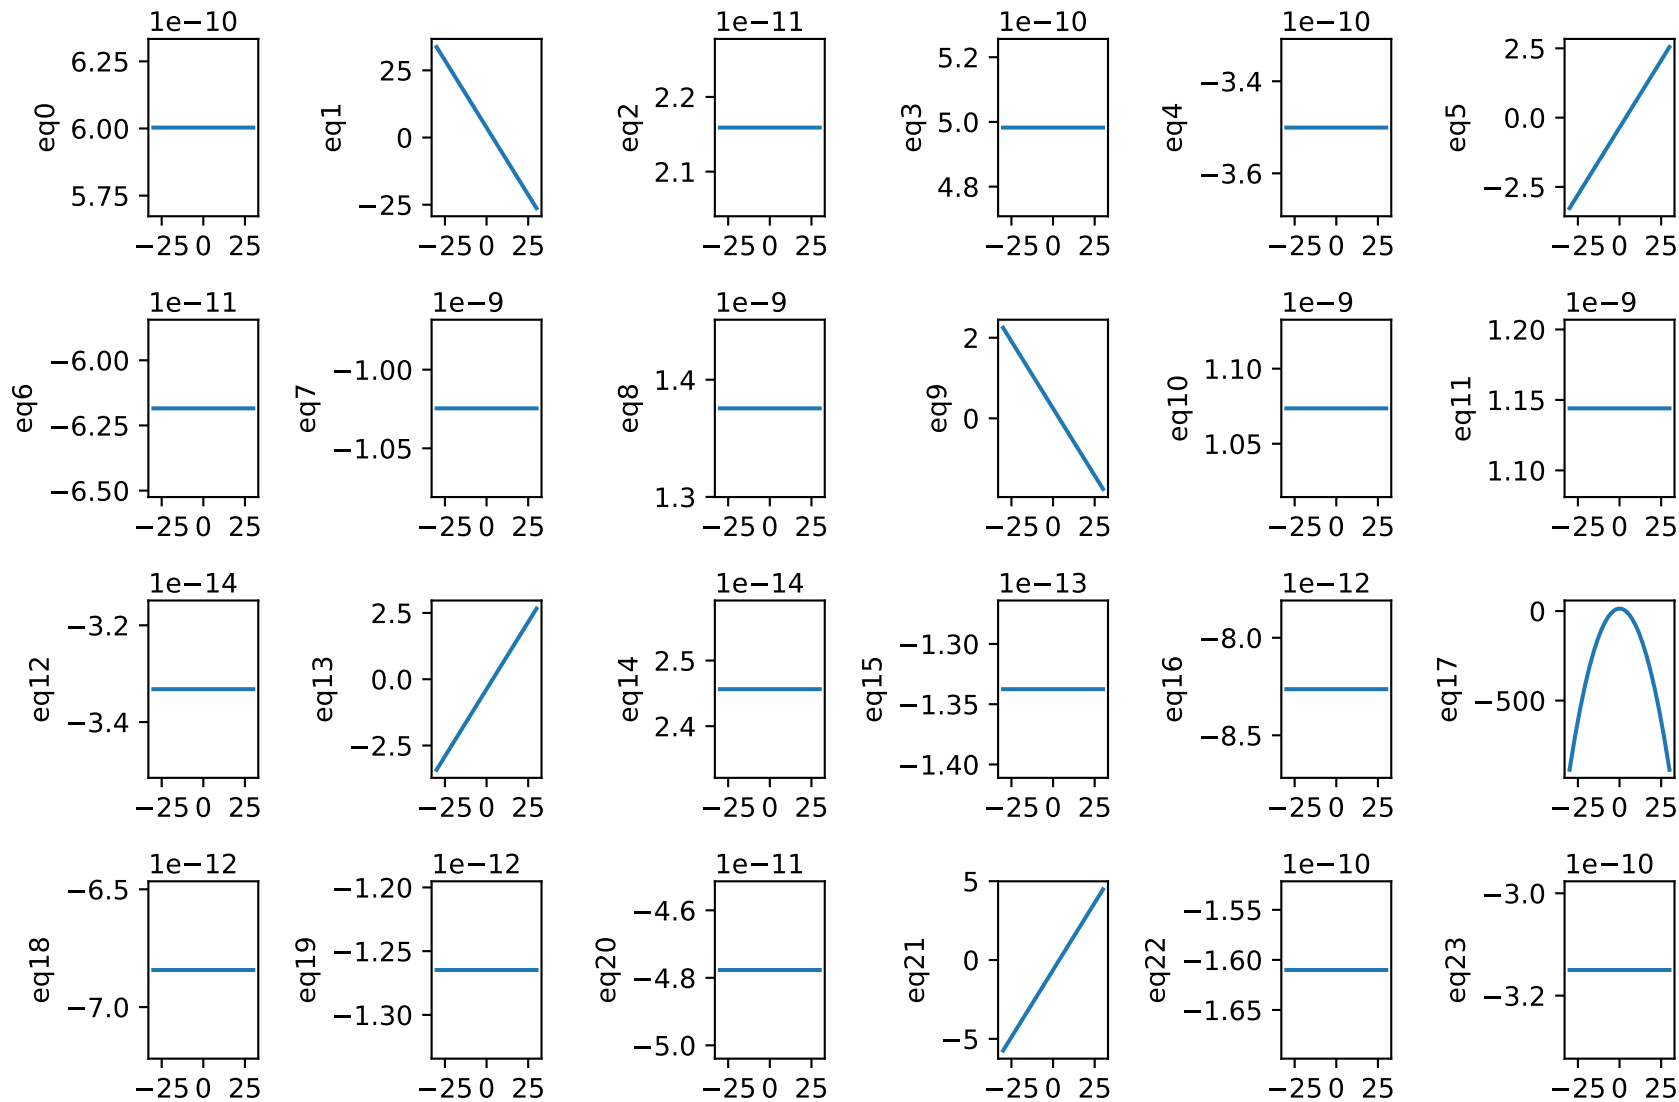 1e−10 1e−11 1e−10 1e−10
eq0 6.25 6.00 5.75 −25 0 25
eq1 25 0 −25 −25 0 25
eq2 2.2 2.1 −25 0 25
eq3 5.2 5.0 4.8 −25 0 25
eq4 −3.4 −3.6 −25 0 25
eq5 2.5 0.0 −2.5 −25 0 25
1e−11 1e−9 1e−9 1e−9 1e−9
eq6 −6.00 −6.25 −6.50 −25 0 25
eq7 −1.00 −1.05 −25 0 25
eq8 1.4 1.3 −25 0 25
eq9 2 0 −25 0 25
eq10 1.10 1.05 −25 0 25
eq11 1.20 1.15 1.10 −25 0 25
1e−14 1e−14 1e−13 1e−12
eq12 −3.2 −3.4 −25 0 25
eq13 2.5 0.0 −2.5 −25 0 25
eq14 2.5 2.4 −25 0 25
eq15 −1.30 −1.35 −1.40 −25 0 25
eq16 −8.0 −8.5 −25 0 25
eq17 0 −500 −25 0 25
1e−12 1e−12 1e−11 1e−10 1e−10
eq18 −6.5 −7.0 −25 0 25
eq19 −1.20 −1.25 −1.30 −25 0 25
eq20 −4.6 −4.8 −5.0 −25 0 25
eq21 5 0 −5 −25 0 25
eq22 −1.55 −1.60 −1.65 −25 0 25
eq23 −3.0 −3.2 −25 0 25